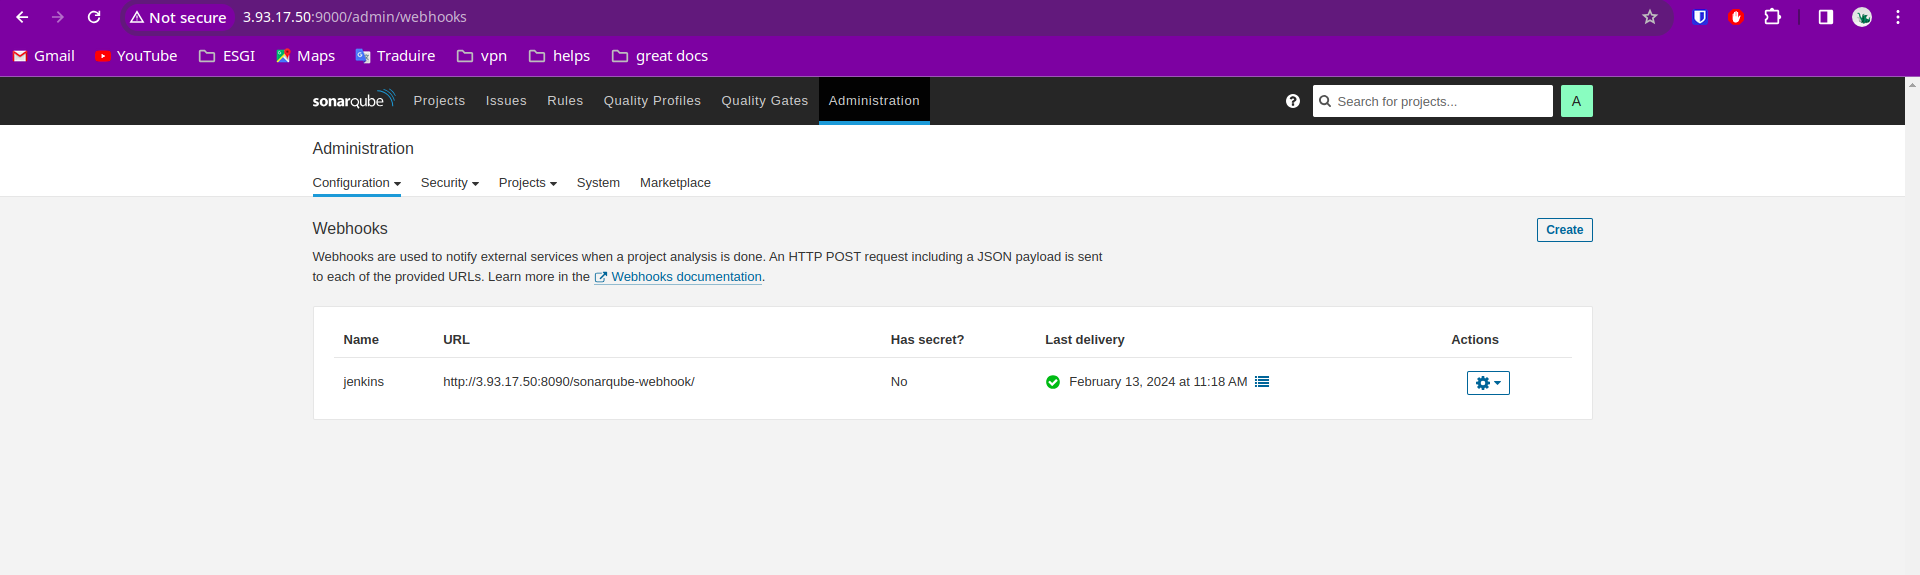 Not secure 3.93.17.50:9000/admin/webhooks
Gmail YouTube ESGI Maps Traduire vpn helps great docs
sonarqube Projects Issues Rules Quality Profiles Quality Gates Administration Search for projects... A
Administration
Configuration Security Projects System Marketplace
Webhooks Create
Webhooks are used to notify external services when a project analysis is done. An HTTP POST request including a JSON payload is sent
to each of the provided URLs. Learn more in the Webhooks documentation.
Name URL Has secret? Last delivery Actions
jenkins http://3.93.17.50:8090/sonarqube-webhook/ No February 13, 2024 at 11:18 AM